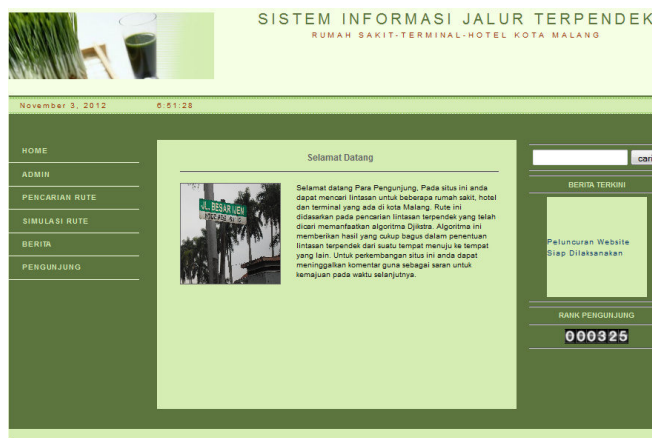 SISTEM INFORMASI JALUR TERPENDEK
RUMAH SAKIT-TERMINAL-HOTEL KOTA MALANG
November 3, 2012 6:51:28
HOME
ADMIN
PENCARIAN RUTE
SIMULASI RUTE
BERITA
PENGUNJUNG
Selamat Datang
JL. BESAR IJEN
Selamat datang Para Pengunjung, Pada situs ini anda
dapat mencari lintasan untuk beberapa rumah sakit, hotel
dan terminal yang ada di kota Malang. Rute ini
didasarkan pada pencarian lintasan terpendek yang telah
dicari memanfaatkan algoritma Djikstra. Algoritma ini
memberikan hasil yang cukup bagus dalam penentuan
lintasan terpendek dari suatu tempat menuju ke tempat
yang lain. Untuk perkembangan situs ini anda dapat
meninggalkan komentar guna sebagai saran untuk
kemajuan pada waktu selanjutnya.
cari
BERITA TERKINI
Peluncuran Website
Siap Dilaksanakan
RANK PENGUNJUNG
000325